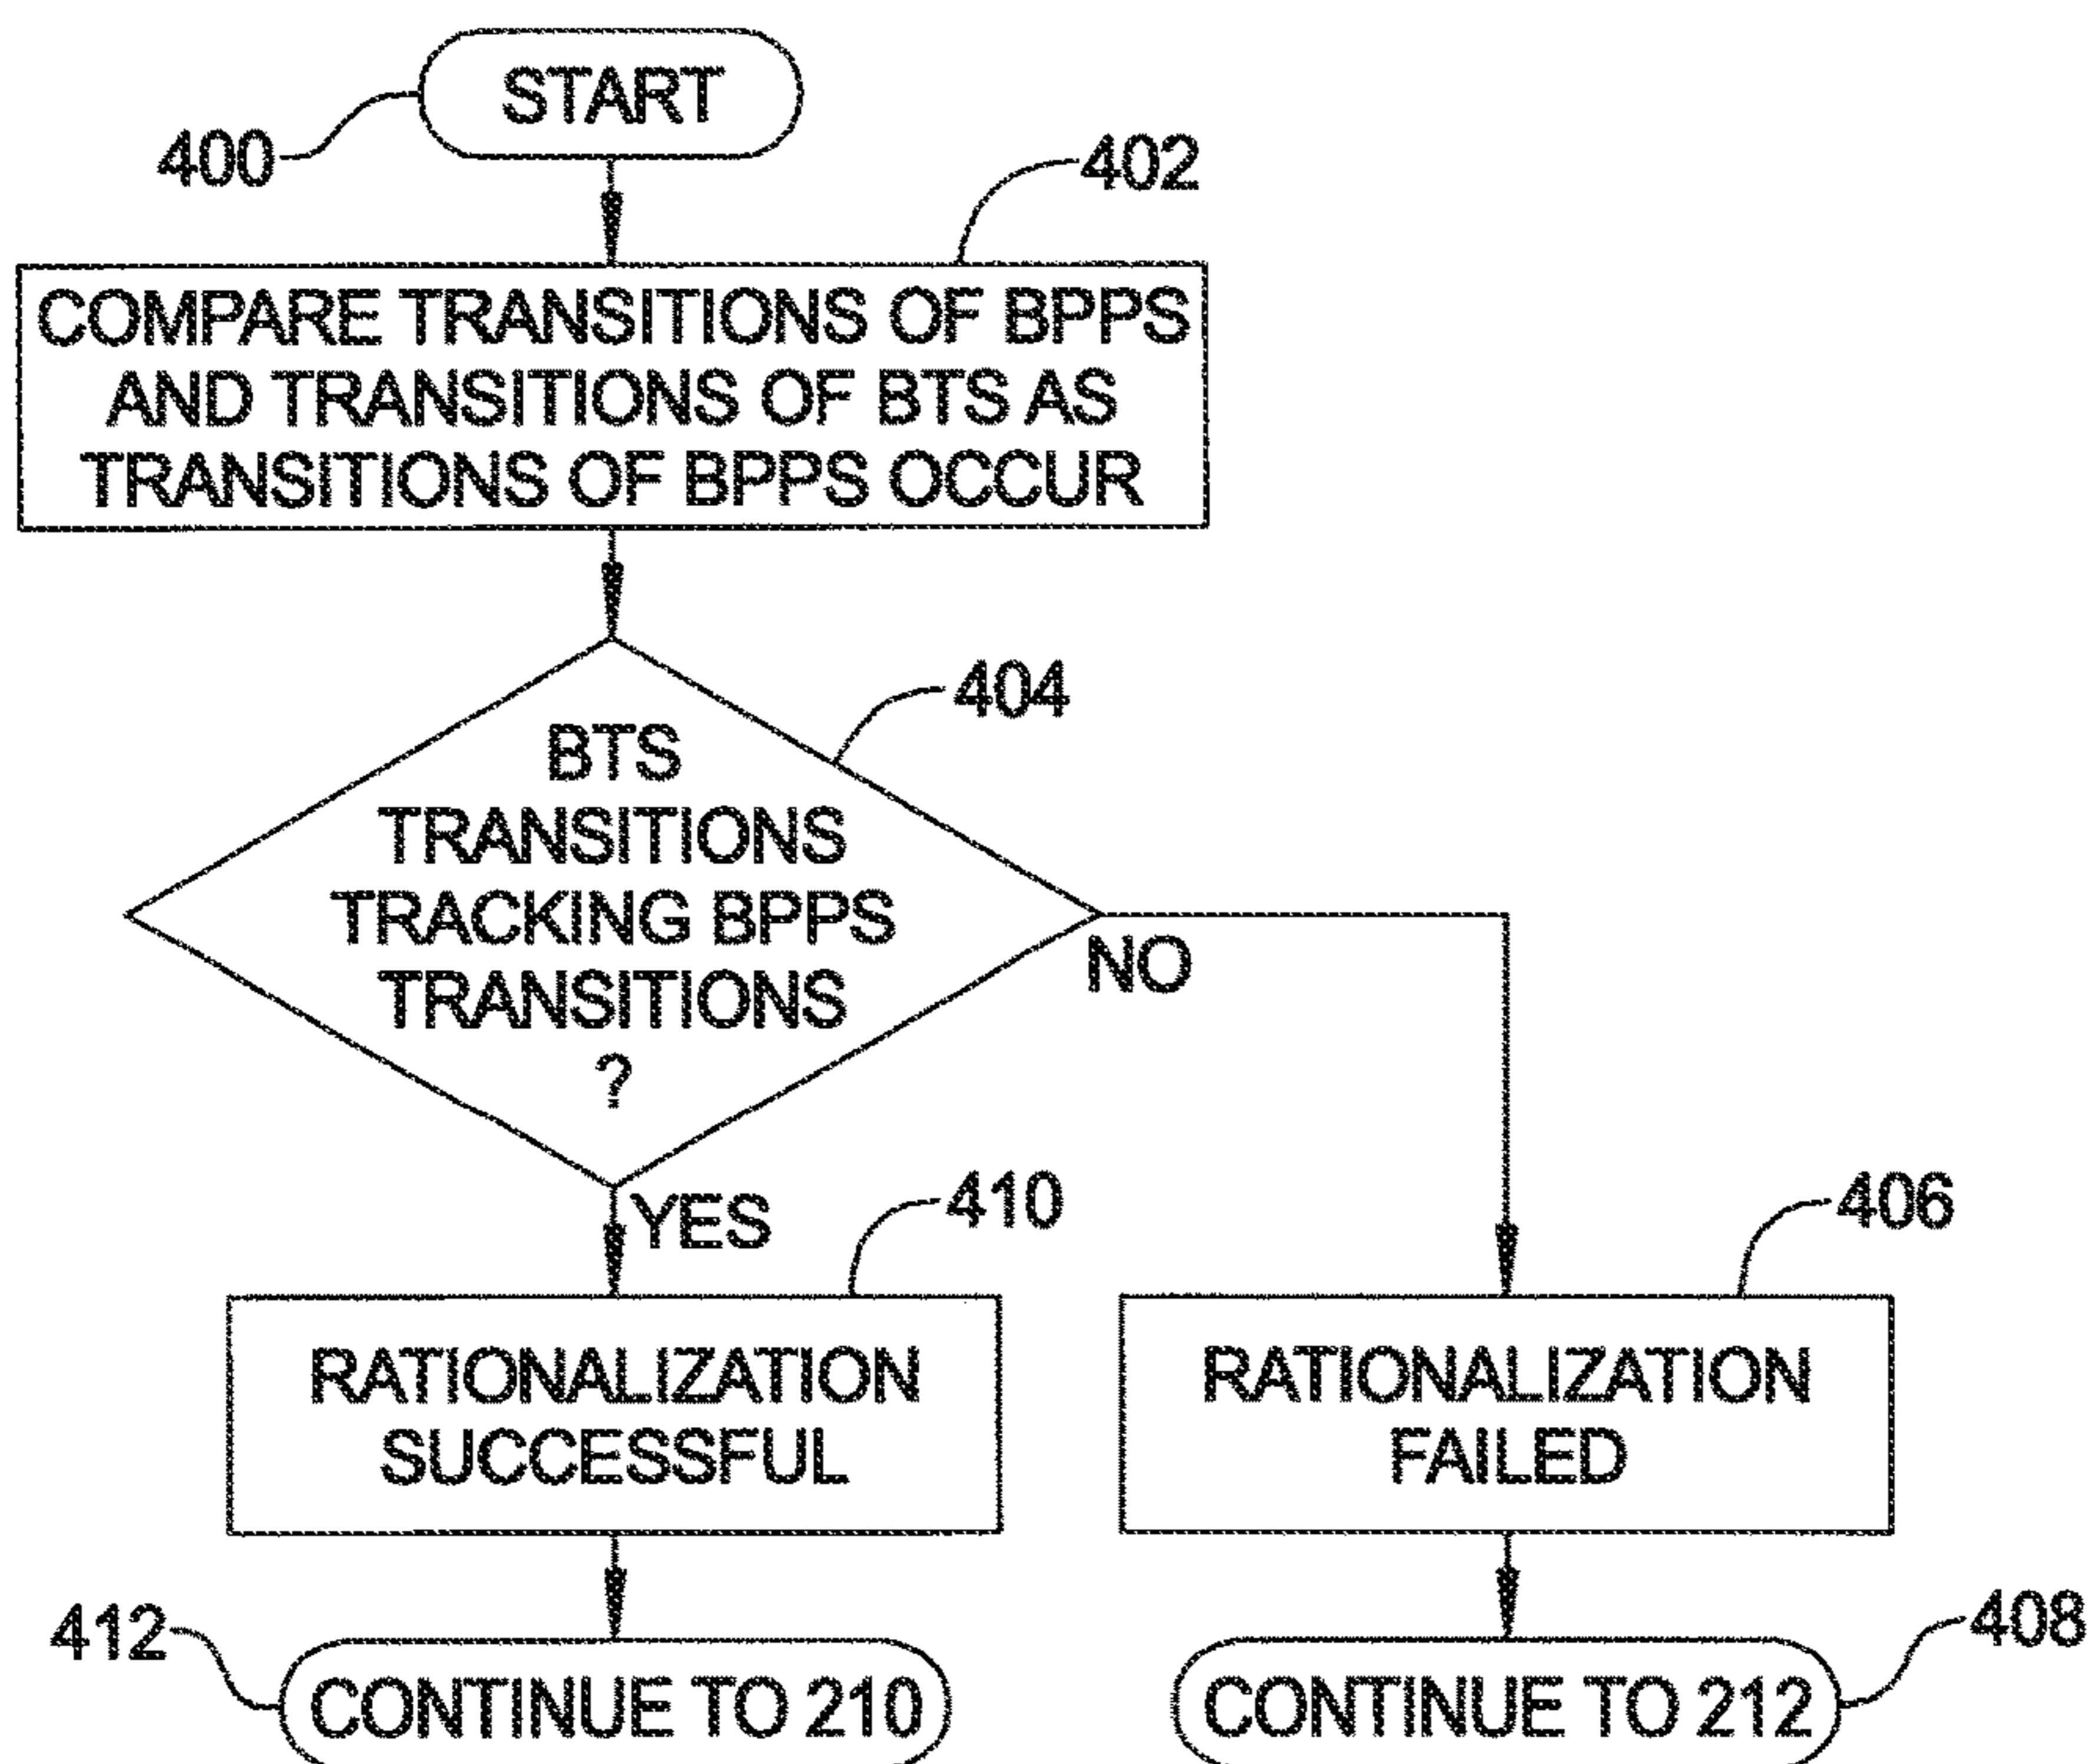 START
400
402
COMPARE TRANSITIONS OF BPPS
AND TRANSITIONS OF BTS AS
TRANSITIONS OF BPPS OCCUR
404
BTS
TRANSITIONS
TRACKING BPPS
TRANSITIONS
?
NO
YES
410
406
RATIONALIZATION
SUCCESSFUL
RATIONALIZATION
FAILED
412
CONTINUE TO 210
CONTINUE TO 212
408